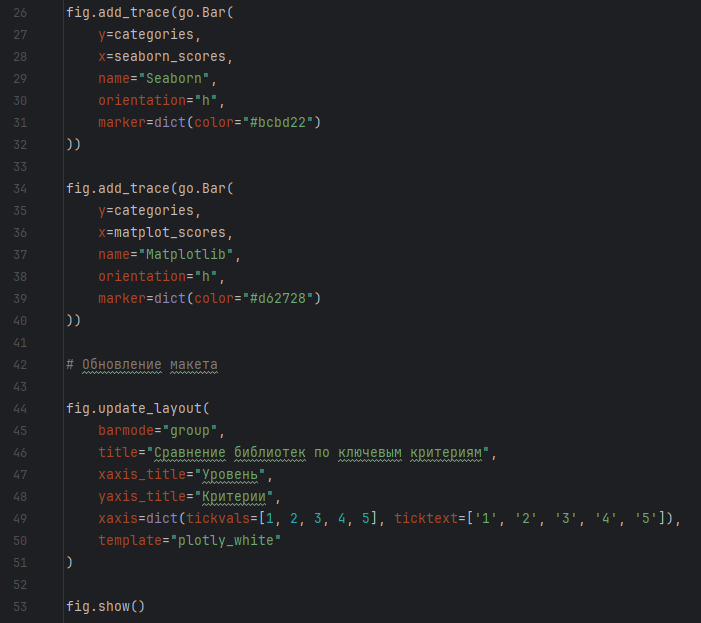 26 fig.add_trace(go.Bar(
27     y=categories,
28     x=seaborn_scores,
29     name="Seaborn",
30     orientation="h",
31     marker=dict(color="#bcbd22")
32 ))
33
34 fig.add_trace(go.Bar(
35     y=categories,
36     x=matplot_scores,
37     name="Matplotlib",
38     orientation="h",
39     marker=dict(color="#d62728")
40 ))
41
42 # Обновление макета
43
44 fig.update_layout(
45     barmode="group",
46     title="Сравнение библиотек по ключевым критериям",
47     xaxis_title="Уровень",
48     yaxis_title="Критерии",
49     xaxis=dict(tickvals=[1, 2, 3, 4, 5], ticktext=['1', '2', '3', '4', '5']),
50     template="plotly_white"
51 )
52
53 fig.show()